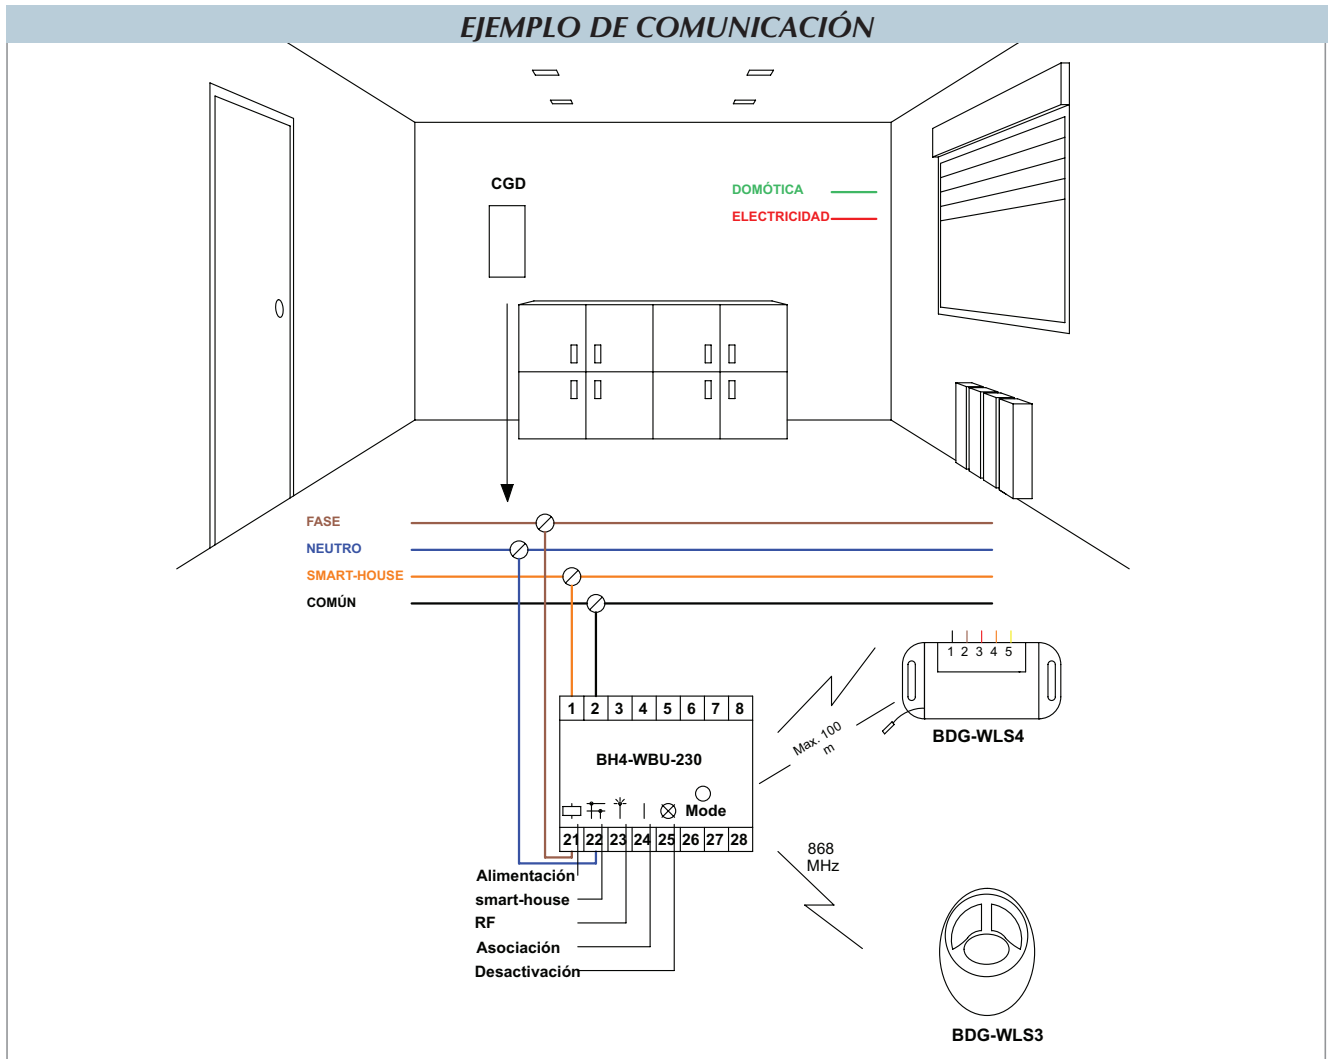 EJEMPLO DE COMUNICACIÓN
CGD
DOMÓTICA
ELECTRICIDAD
FASE
NEUTRO
SMART-HOUSE
COMÚN
1 2 3 4 5
BDG-WLS4
1 2 3 4 5 6 7 8
Max. 100
m
BH4-WBU-230
Mode
21 22 23 24 25 26 27 28
868
MHz
Alimentación
smart-house
RF
Asociación
Desactivación
BDG-WLS3